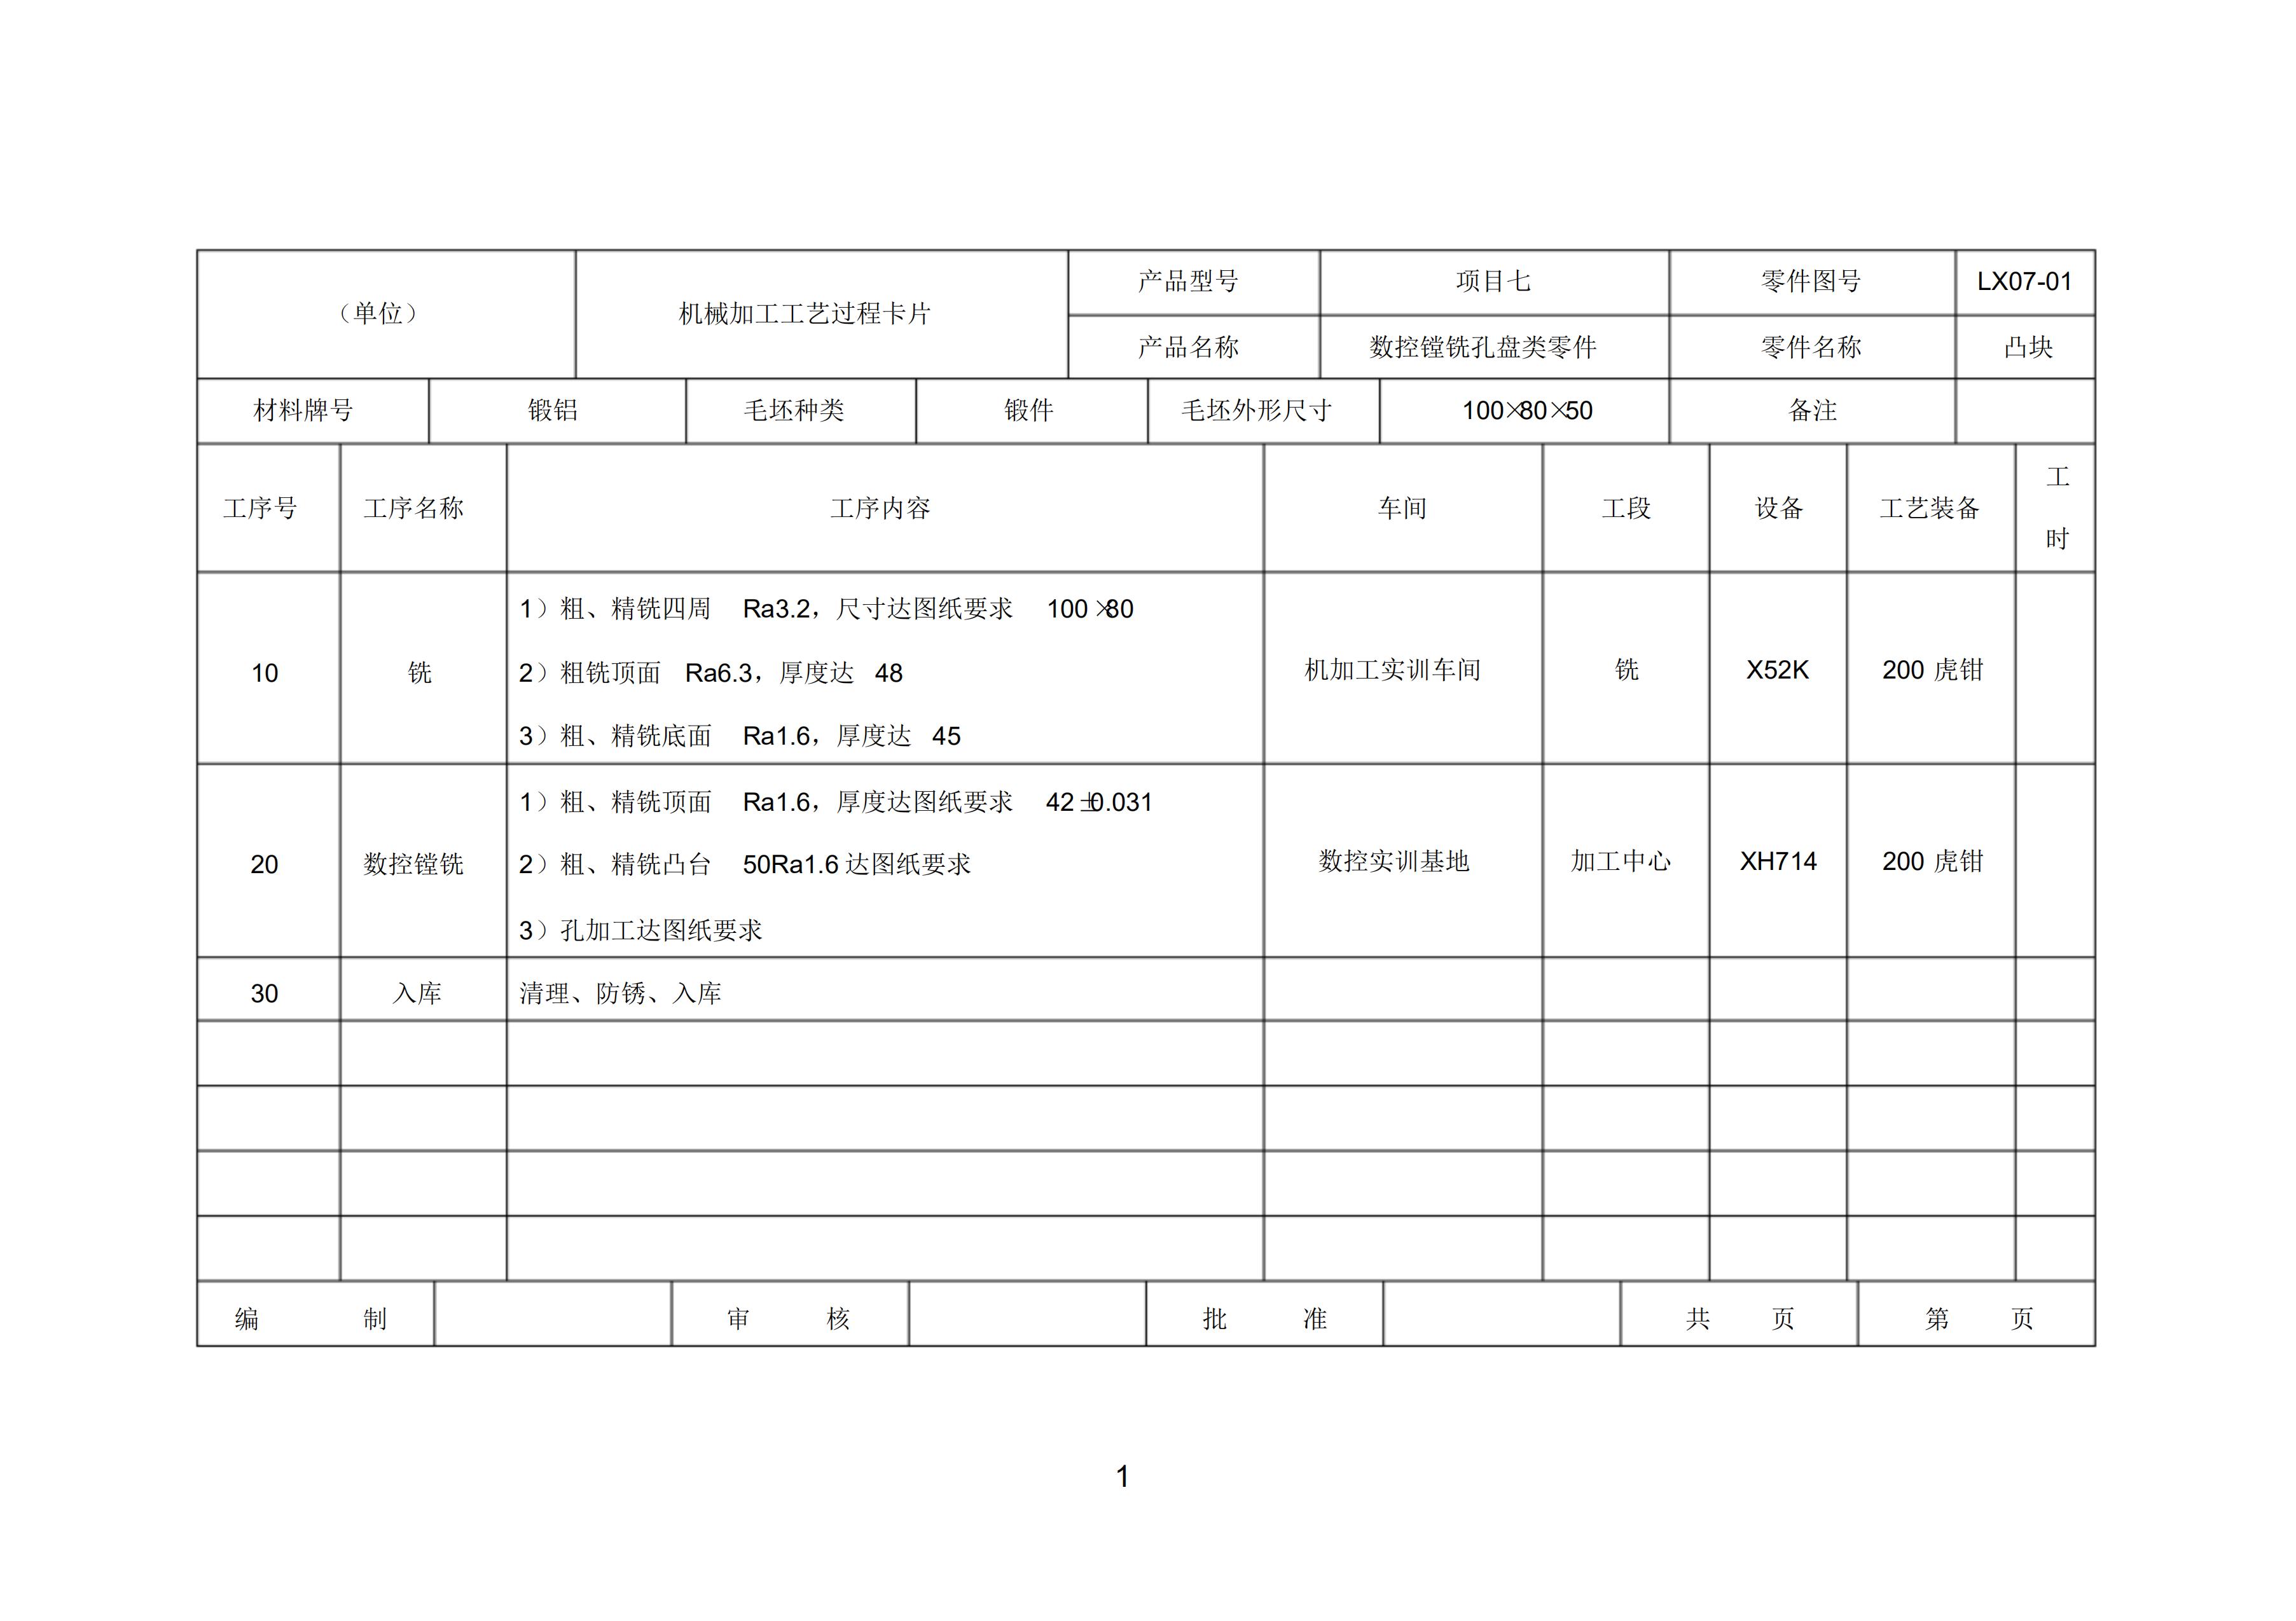 （单位） 机械加工工艺过程卡片 产品型号 项目七 零件图号 LX07-01
产品名称 数控镗铣孔盘类零件 零件名称 凸块
材料牌号 锻铝 毛坯种类 锻件 毛坯外形尺寸 100×80×50 备注
工序号 工序名称 工序内容 车间 工段 设备 工艺装备 工时
10 铣 1）粗、精铣四周 Ra3.2，尺寸达图纸要求 100×80
2）粗铣顶面 Ra6.3，厚度达 48
3）粗、精铣底面 Ra1.6，厚度达 45
机加工实训车间 铣 X52K 200 虎钳
20 数控镗铣 1）粗、精铣顶面 Ra1.6，厚度达图纸要求 42±0.031
2）粗、精铣凸台 50Ra1.6 达图纸要求
3）孔加工达图纸要求
数控实训基地 加工中心 XH714 200 虎钳
30 入库 清理、防锈、入库
编 制 审 核 批 准 共 页 第 页
1